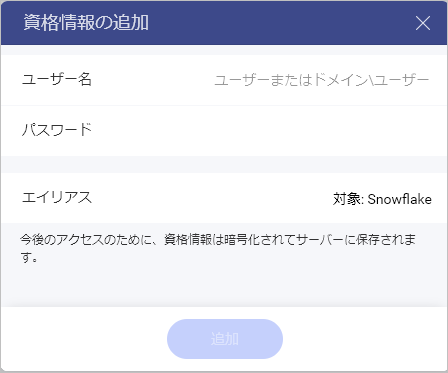 資格情報の追加
ユーザー名 ユーザーまたはドメイン\ユーザー
パスワード
エイリアス 対象: Snowflake
今後のアクセスのために、資格情報は暗号化されてサーバーに保存されま
す。
追加